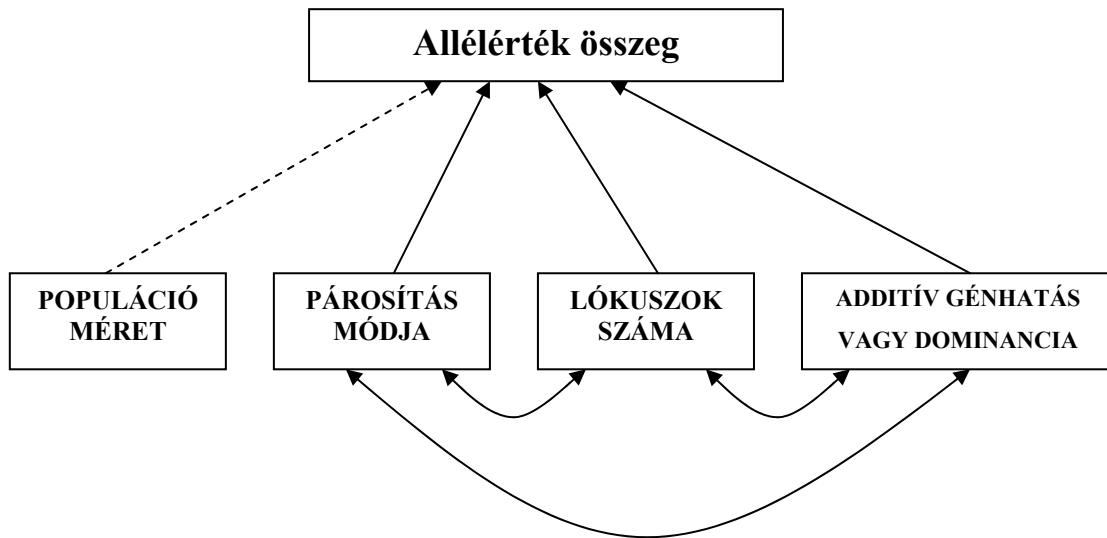 Allélérték összeg
POPULÁCIÓ
MÉRET
PÁROSÍTÁS
MÓDJA
LÓKUSZOK
SZÁMA
ADDITÍV GÉNHATÁS
VAGY DOMINANCIA